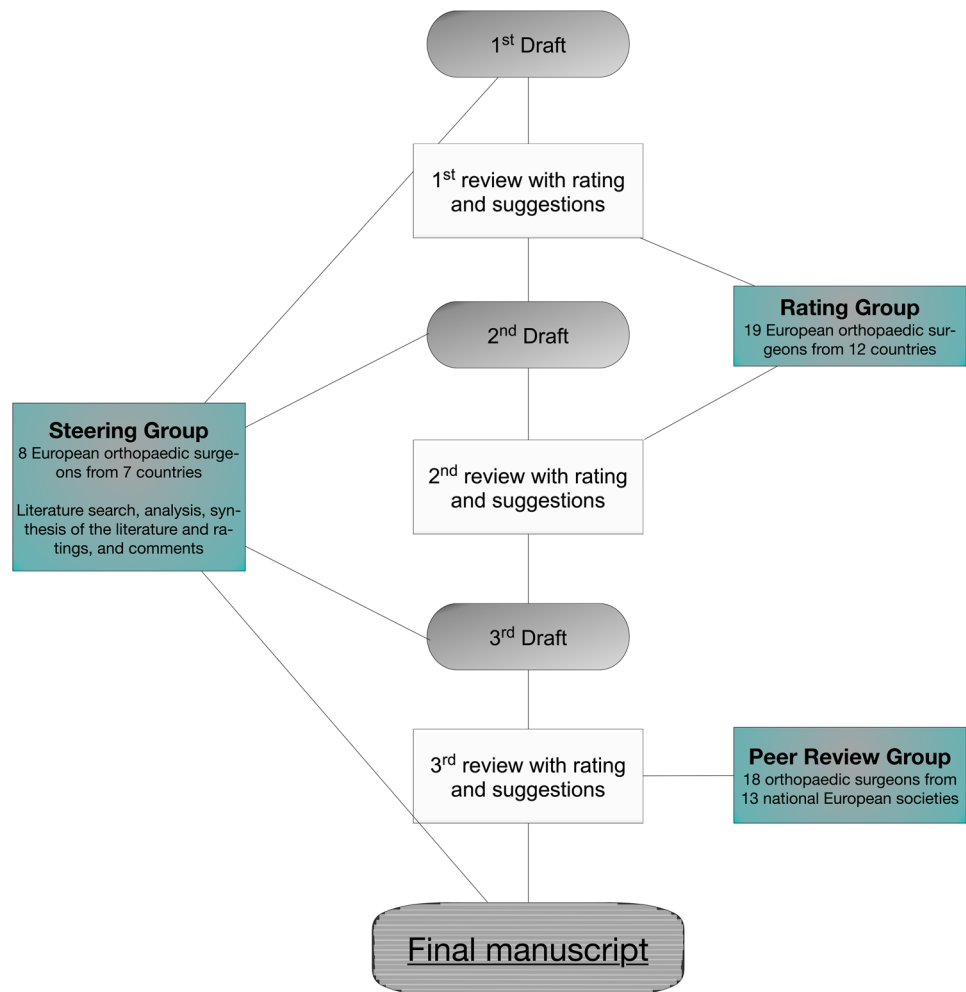 1st Draft
1st review with rating
and suggestions
Rating Group
19 European orthopaedic sur-
geons from 12 countries
2nd Draft
Steering Group
8 European orthopaedic surge-
ons from 7 countries
Literature search, analysis, syn-
thesis of the literature and ra-
tings, and comments
2nd review with rating
and suggestions
3rd Draft
3rd review with rating
and suggestions
Peer Review Group
18 orthopaedic surgeons from
13 national European societies
Final manuscript